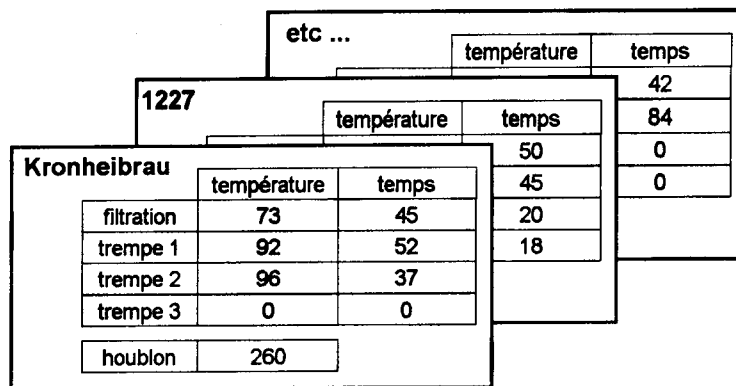 etc ...
température temps
42
84
0
0
1227
température temps
50
45
20
18
Kronheibrau
température temps
filtration 73 45
trempe 1 92 52
trempe 2 96 37
trempe 3 0 0
houblon 260